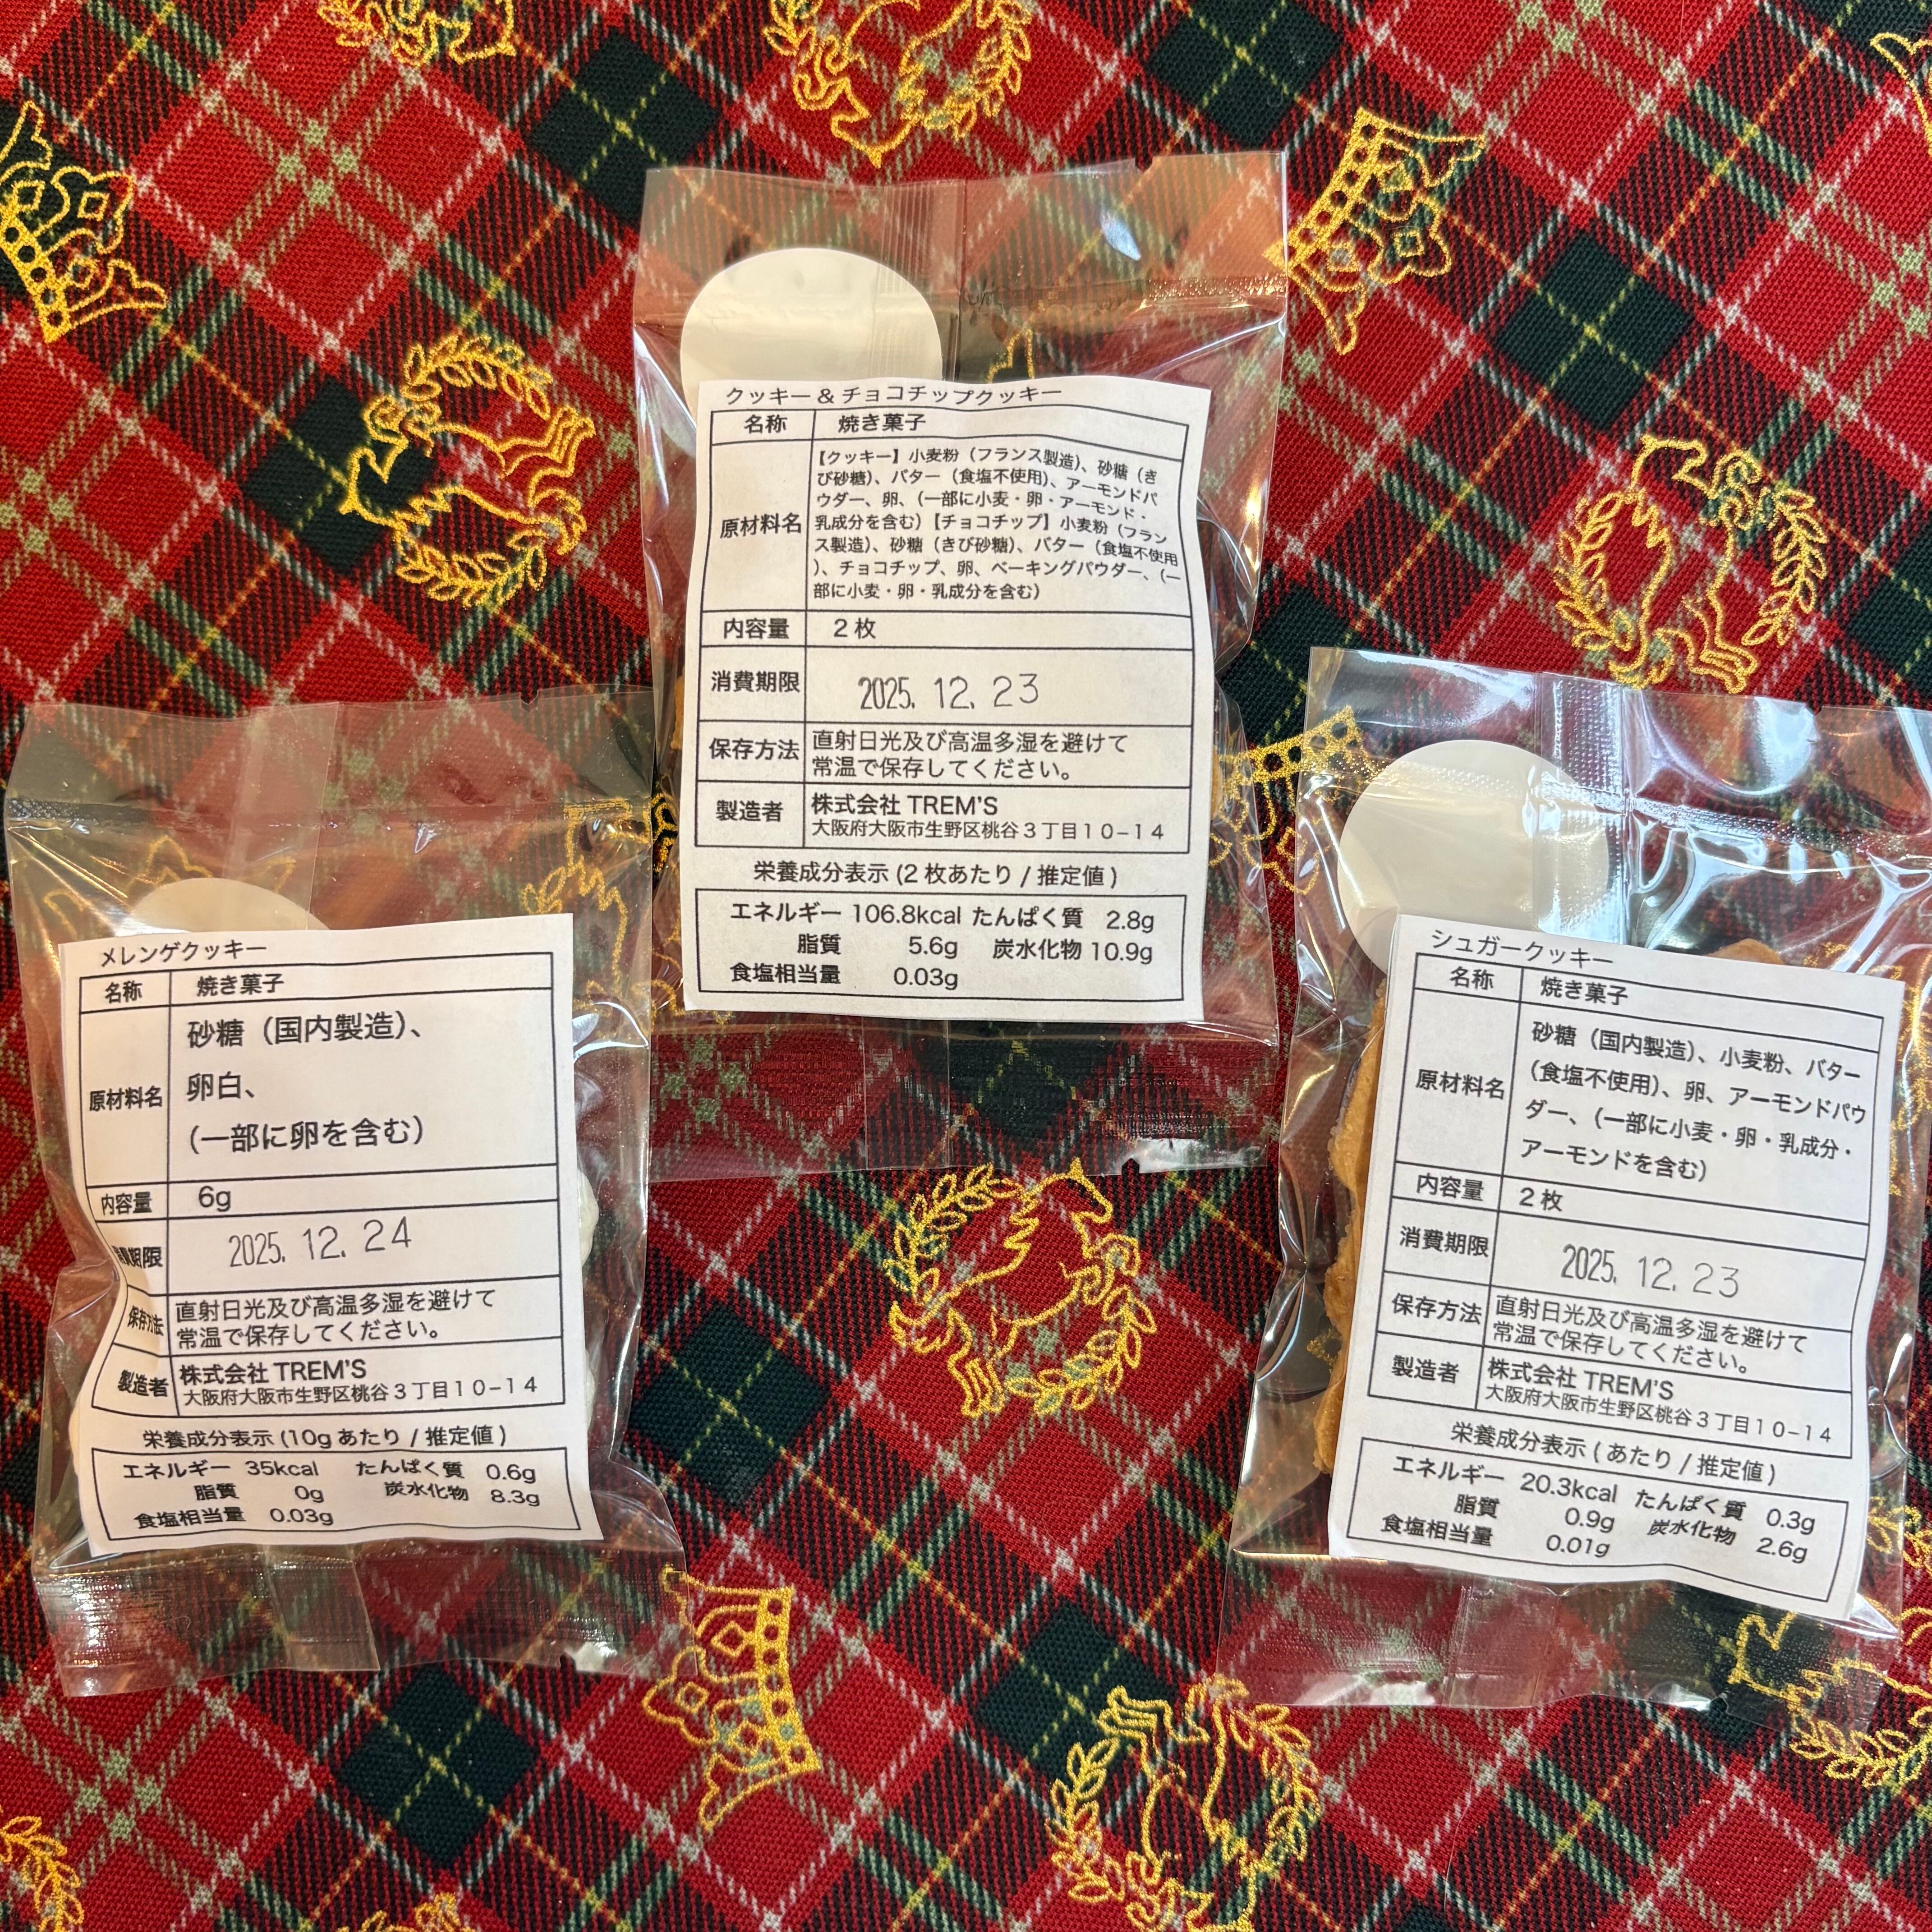 クッキー & チョコチップクッキー
名称 焼き菓子
原材料名
【クッキー】小麦粉（フランス製造）、砂糖（き
び砂糖）、バター（食塩不使用）、アーモンドパ
ウダー、卵、（一部に小麦・卵・アーモンド・
乳成分を含む）【チョコチップ】小麦粉（フラン
ス製造）、砂糖（きび砂糖）、バター（食塩不使用
）、チョコチップ、卵、ベーキングパウダー、（一
部に小麦・卵・乳成分を含む）
内容量 2 枚
消費期限 2025. 12. 23
保存方法
直射日光及び高温多湿を避けて
常温で保存してください。
製造者
株式会社 TREM'S
大阪府大阪市生野区桃谷３丁目１０−１４
栄養成分表示 (2 枚あたり / 推定値 )
エネルギー 106.8kcal たんぱく質 2.8g
脂質 5.6g 炭水化物 10.9g
食塩相当量 0.03g
メレンゲクッキー
名称 焼き菓子
原材料名
砂糖（国内製造）、
卵白、
（一部に卵を含む）
内容量 6g
期限 2025. 12. 24
保存方法
直射日光及び高温多湿を避けて
常温で保存してください。
製造者
株式会社 TREM'S
大阪府大阪市生野区桃谷３丁目１０−１４
栄養成分表示 (10g あたり / 推定値 )
エネルギー 35kcal たんぱく質 0.6g
脂質 0g 炭水化物 8.3g
食塩相当量 0.03g
シュガークッキー
名称 焼き菓子
原材料名
砂糖（国内製造）、小麦粉、バター
（食塩不使用）、卵、アーモンドパウ
ダー、（一部に小麦・卵・乳成分・
アーモンドを含む）
内容量 2 枚
消費期限 2025. 12. 23
保存方法
直射日光及び高温多湿を避けて
常温で保存してください。
製造者
株式会社 TREM'S
大阪府大阪市生野区桃谷３丁目１０−１４
栄養成分表示 ( あたり / 推定値 )
エネルギー 20.3kcal たんぱく質 0.3g
脂質 0.9g 炭水化物 2.6g
食塩相当量 0.01g